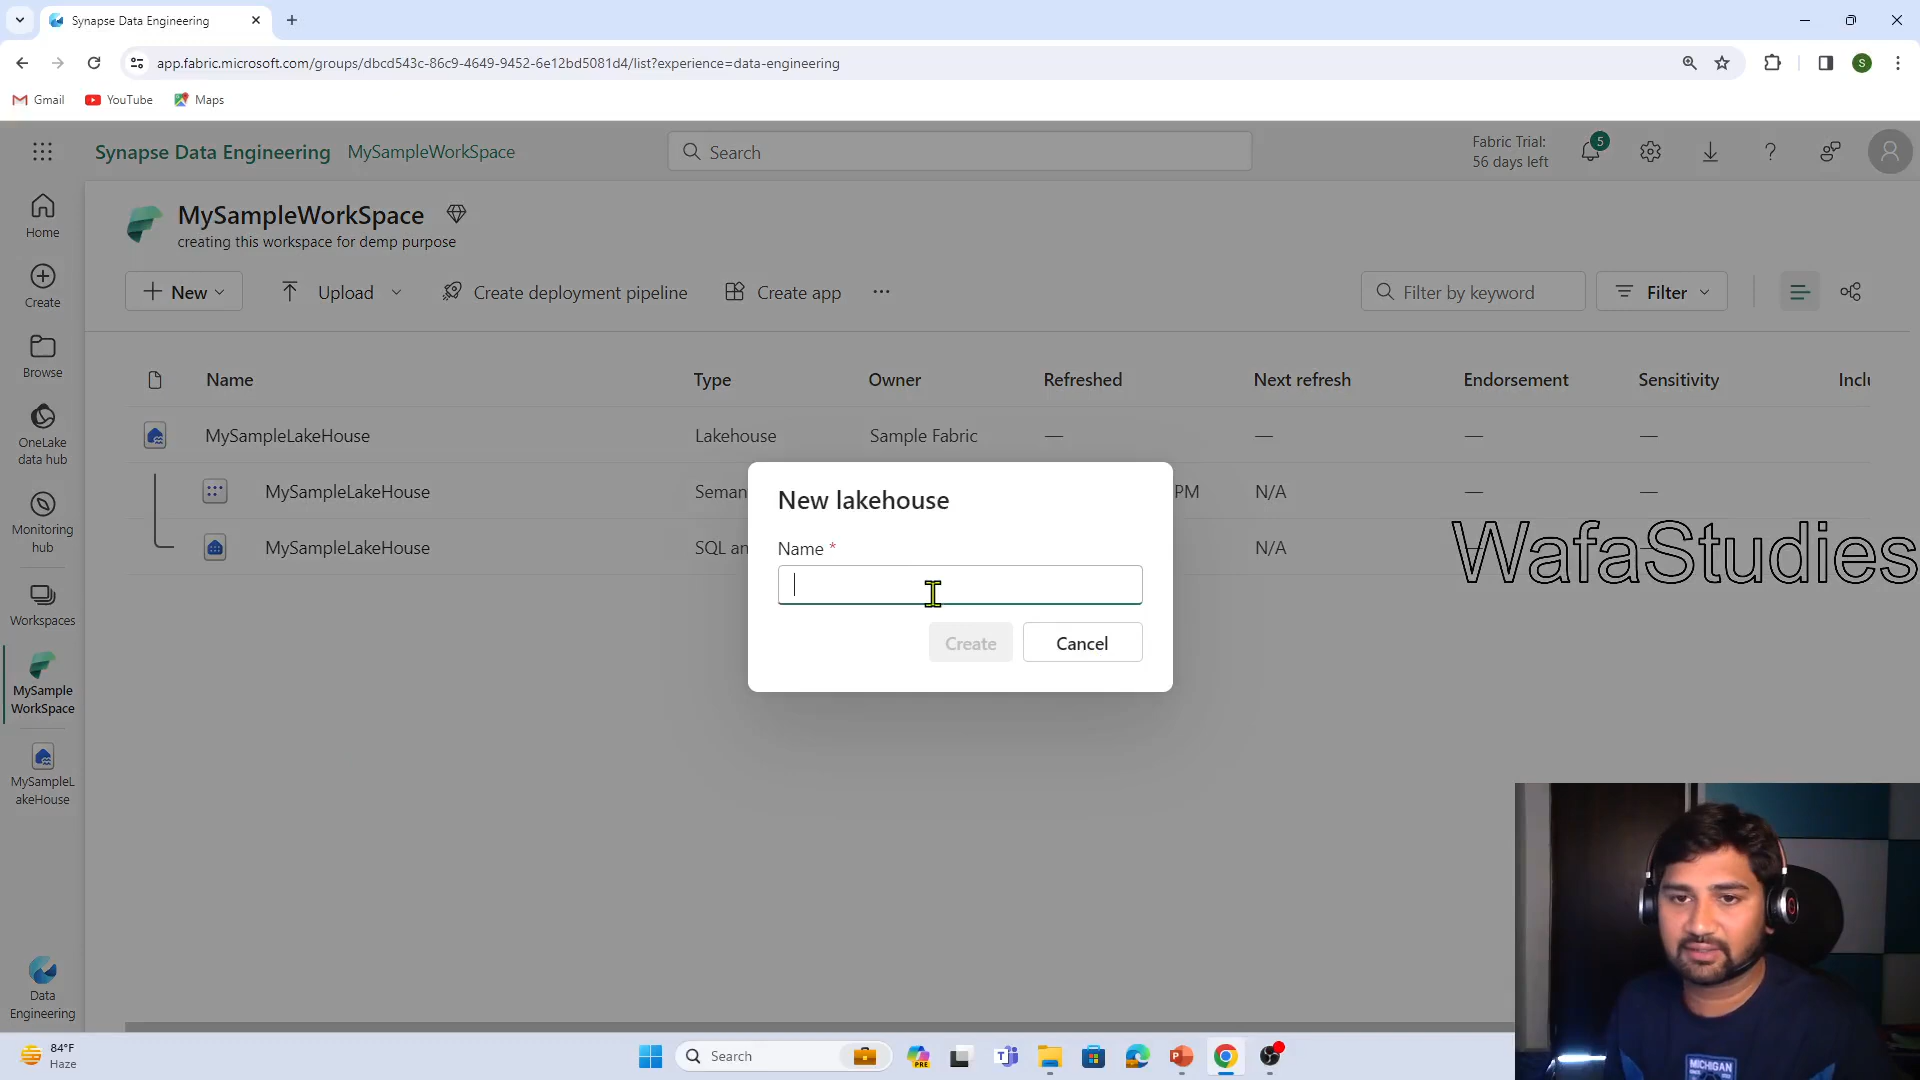 Synapse Data Engineering
app.fabric.microsoft.com/groups/dbcd543c-86c9-4649-9452-6e12bd5081d4/list?experience=data-engineering
S
Gmail
YouTube
Maps
Synapse Data Engineering
MySampleWorkSpace
Search
Fabric Trial:
56 days left
5
MySampleWorkSpace
creating this workspace for demp purpose
New
Upload
Create deployment pipeline
Create app
Filter by keyword
Filter
Name
Type
Owner
Refreshed
Next refresh
Endorsement
Sensitivity
Inclu
MySampleLakeHouse
Lakehouse
Sample Fabric
—
—
—
—
MySampleLakeHouse
Seman
PM
N/A
—
—
MySampleLakeHouse
SQL an
N/A
WafaStudies
New lakehouse
Name *
Create
Cancel
Home
Create
Browse
OneLake
data hub
Monitoring
hub
Workspaces
MySample
WorkSpace
MySampleL
akeHouse
Data
Engineering
84°F
Haze
Search
PRE
MICHIGAN